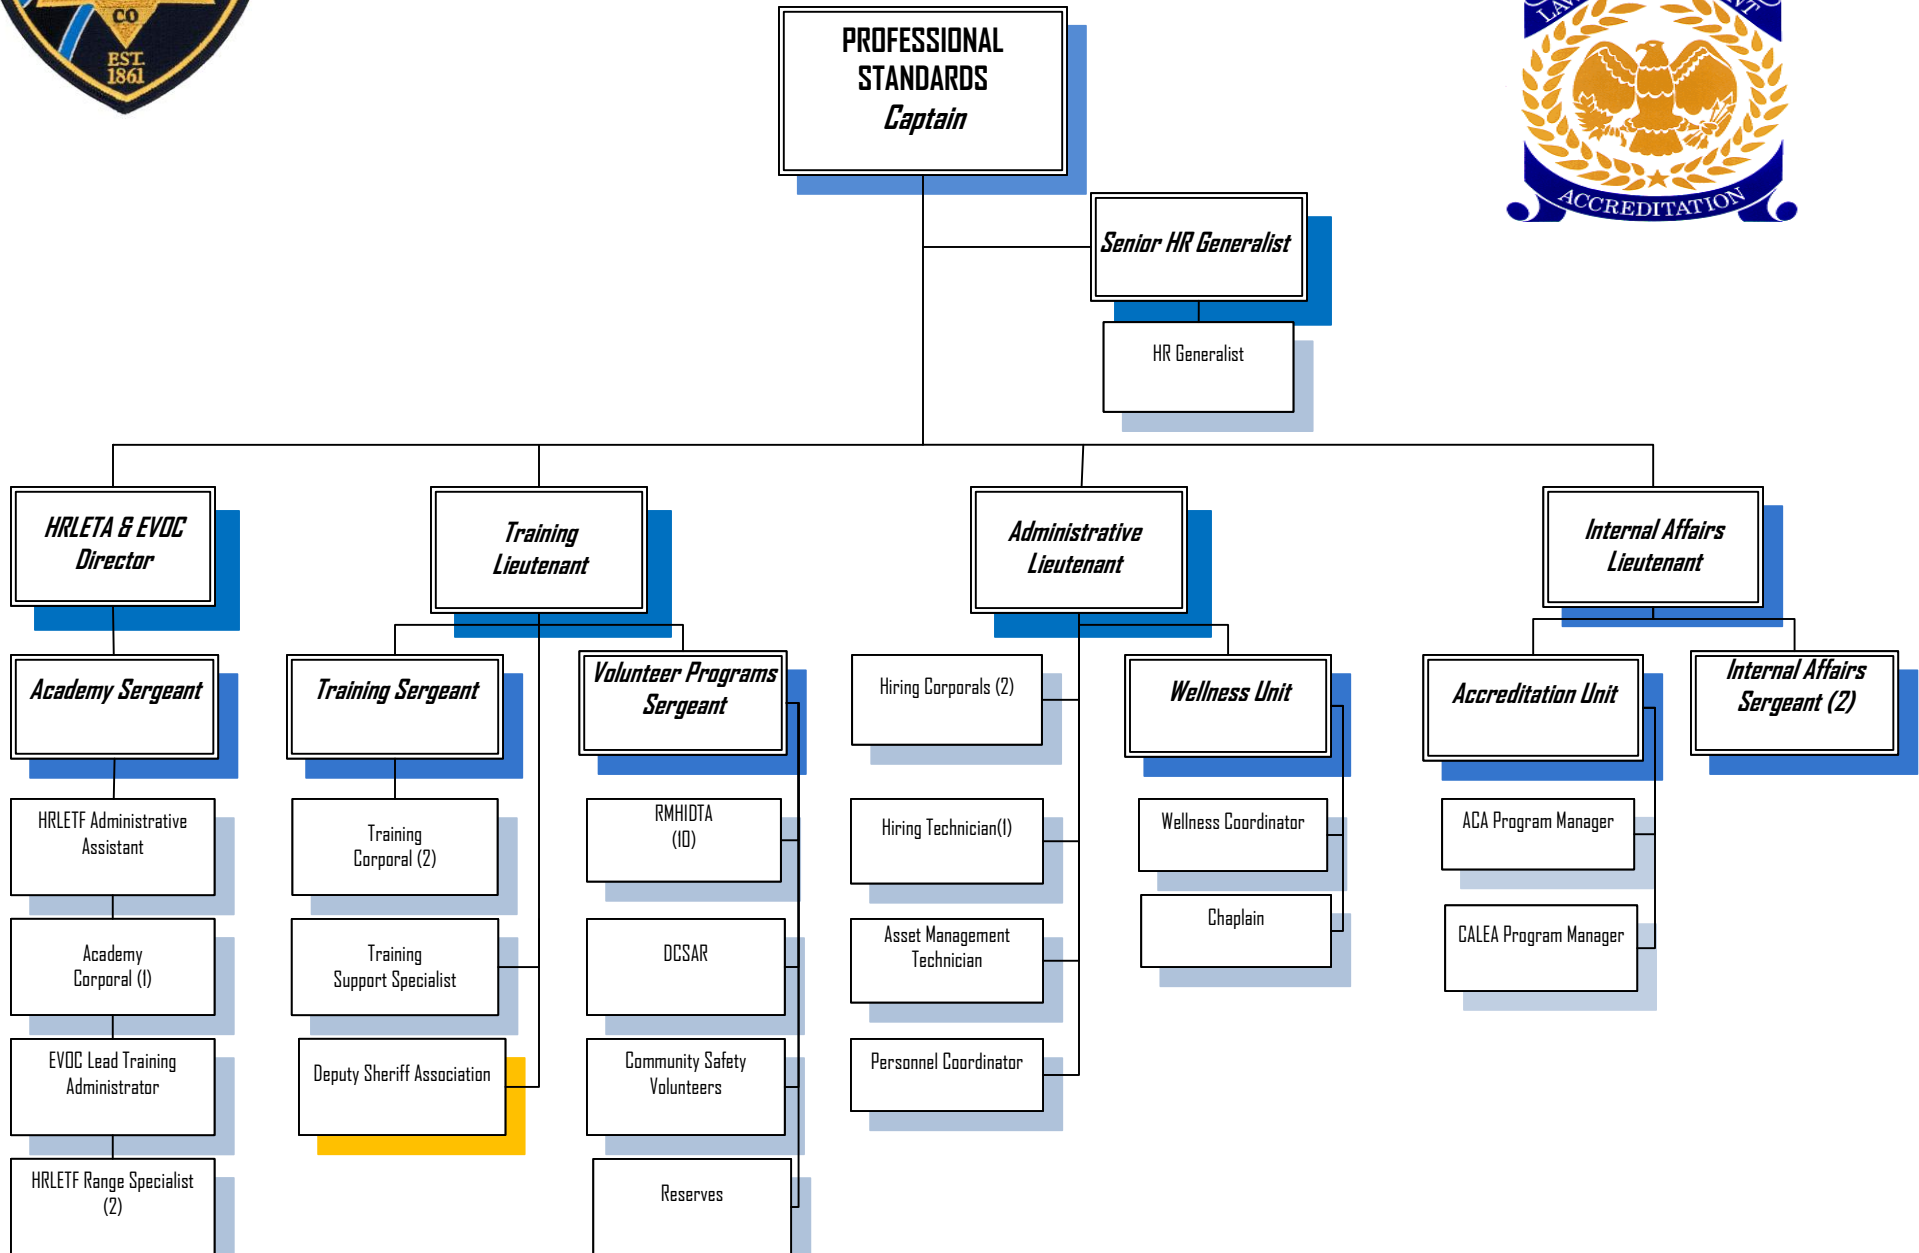 CO
EST.
1861
PROFESSIONAL
STANDARDS
Captain
ACCREDITATION
Senior HR Generalist
HR Generalist
HRLETA & EVOC
Director
Training
Lieutenant
Administrative
Lieutenant
Internal Affairs
Lieutenant
Academy Sergeant
Training Sergeant
Volunteer Programs
Sergeant
Hiring Corporals (2)
Wellness Unit
Accreditation Unit
Internal Affairs
Sergeant (2)
HRLETF Administrative
Assistant
Training
Corporal (2)
RMHIDTA
(10)
Hiring Technician(1)
Wellness Coordinator
ACA Program Manager
Academy
Corporal (1)
Training
Support Specialist
DCSAR
Asset Management
Technician
Chaplain
CALEA Program Manager
EVOC Lead Training
Administrator
Deputy Sheriff Association
Community Safety
Volunteers
Personnel Coordinator
HRLETF Range Specialist
(2)
Reserves